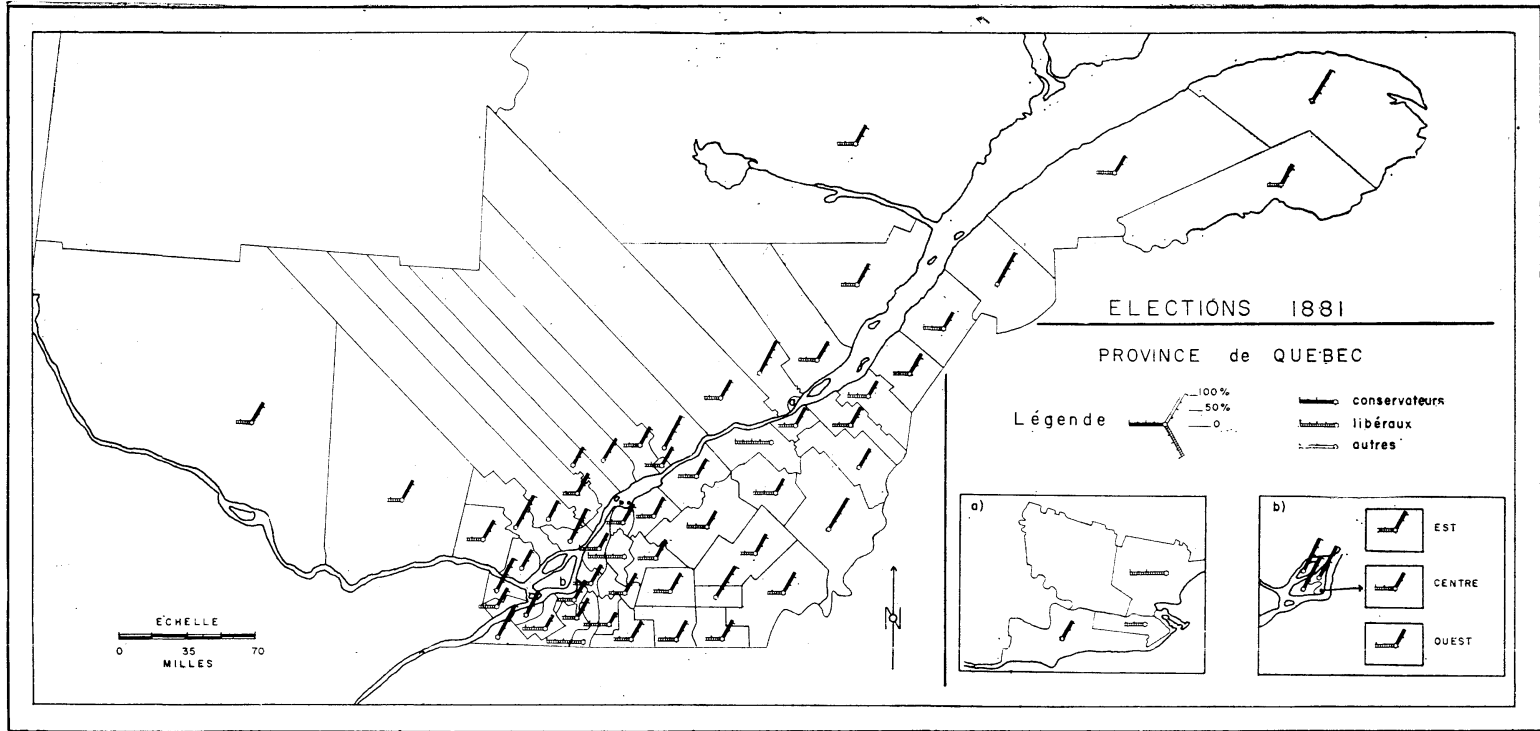 ELECTIONS 1881
PROVINCE de QUEBEC
Légende
100%
50%
0
conservateurs
libéraux
autres
a)
b)
EST
CENTRE
OUEST
a
b
N
ECHELLE
0 35 70
MILLES